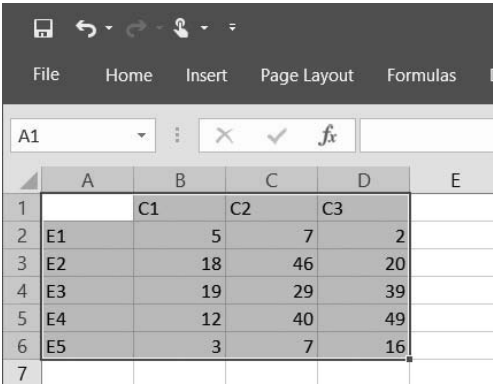 File Home Insert Page Layout Formulas
A1 fx
A B C D E
1 C1 C2 C3
2 E1 5 7 2
3 E2 18 46 20
4 E3 19 29 39
5 E4 12 40 49
6 E5 3 7 16
7